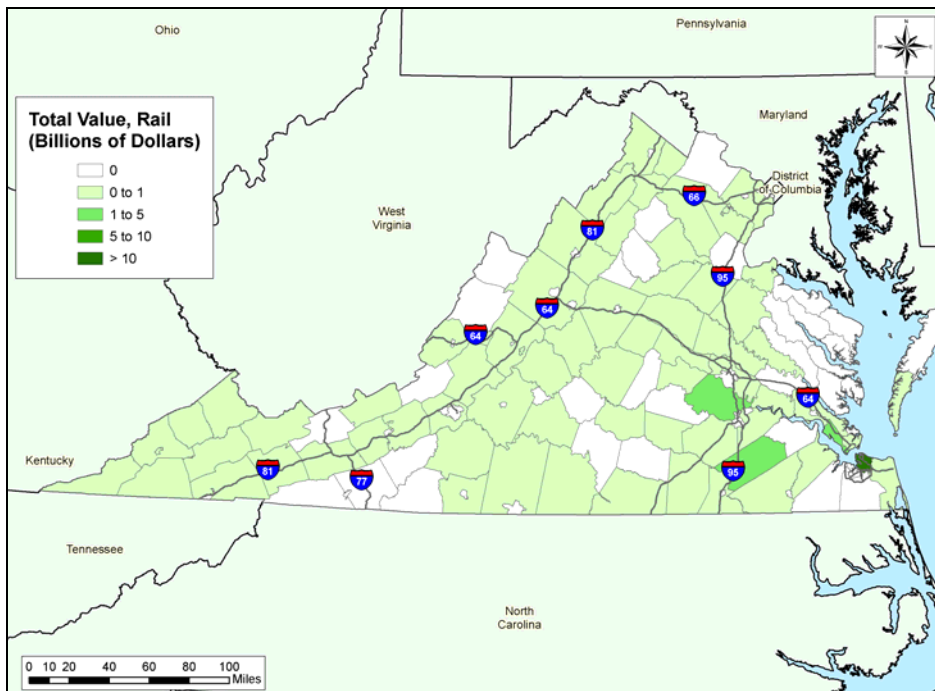 Ohio
Pennsylvania
N
W
E
S
Total Value, Rail
(Billions of Dollars)
0
0 to 1
1 to 5
5 to 10
> 10
Maryland
District
of Columbia
West
Virginia
66
81
95
64
64
64
Kentucky
81
77
95
Tennessee
North
Carolina
0 10 20 40 60 80 100
Miles